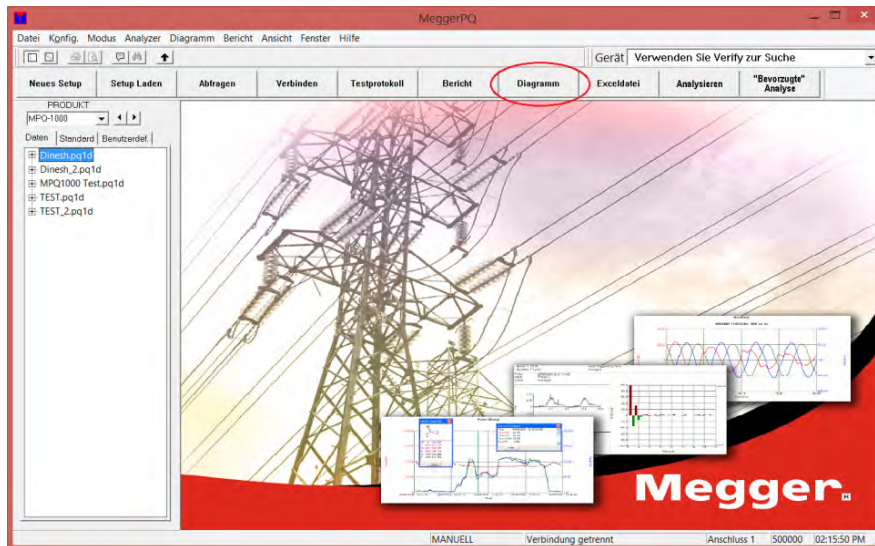 MeggerPQ
Datei Konfig. Modus Analyzer Diagramm Bericht Ansicht Fenster Hilfe
Gerät Verwenden Sie Verify zur Suche
Neues Setup Setup Laden Abfragen Verbinden Testprotokoll Bericht Diagramm Exceldatei Analysieren "Bevorzugte" Analyse
PRODUKT
MPQ-1000
Daten Standard Benutzerdef.
Dinesh.pq1d
Dinesh_2.pq1d
MPQ1000 Test.pq1d
TEST.pq1d
TEST_2.pq1d
Megger
MANUELL Verbindung getrennt Anschluss 1 500000 02:15:50 PM